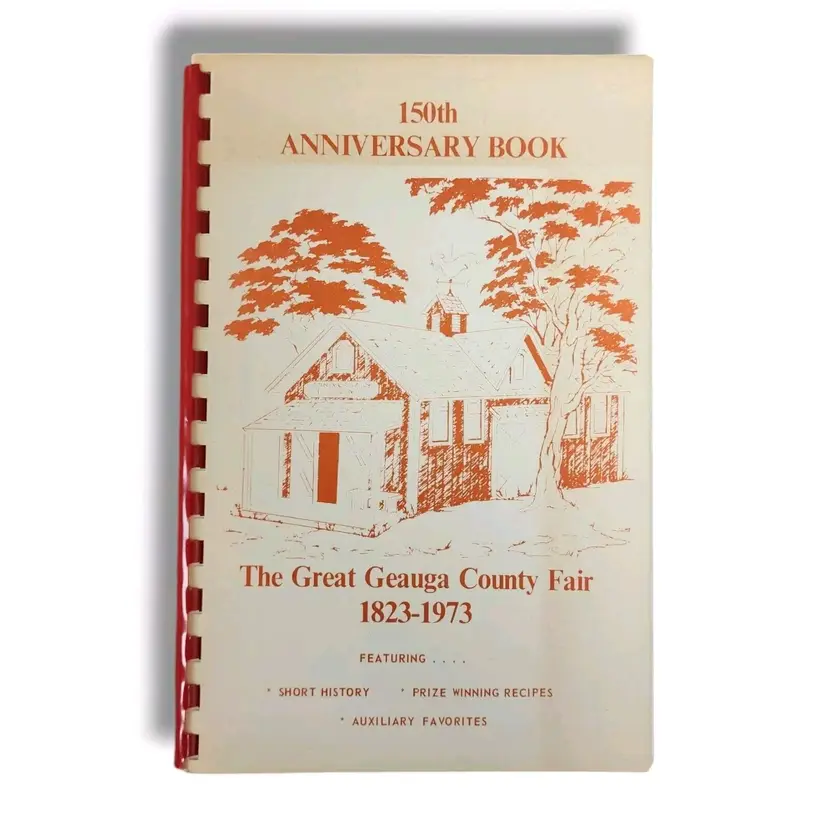 150th
ANNIVERSARY BOOK
The Great Geauga County Fair
1823-1973
FEATURING . . . .
* SHORT HISTORY * PRIZE WINNING RECIPES
* AUXILIARY FAVORITES